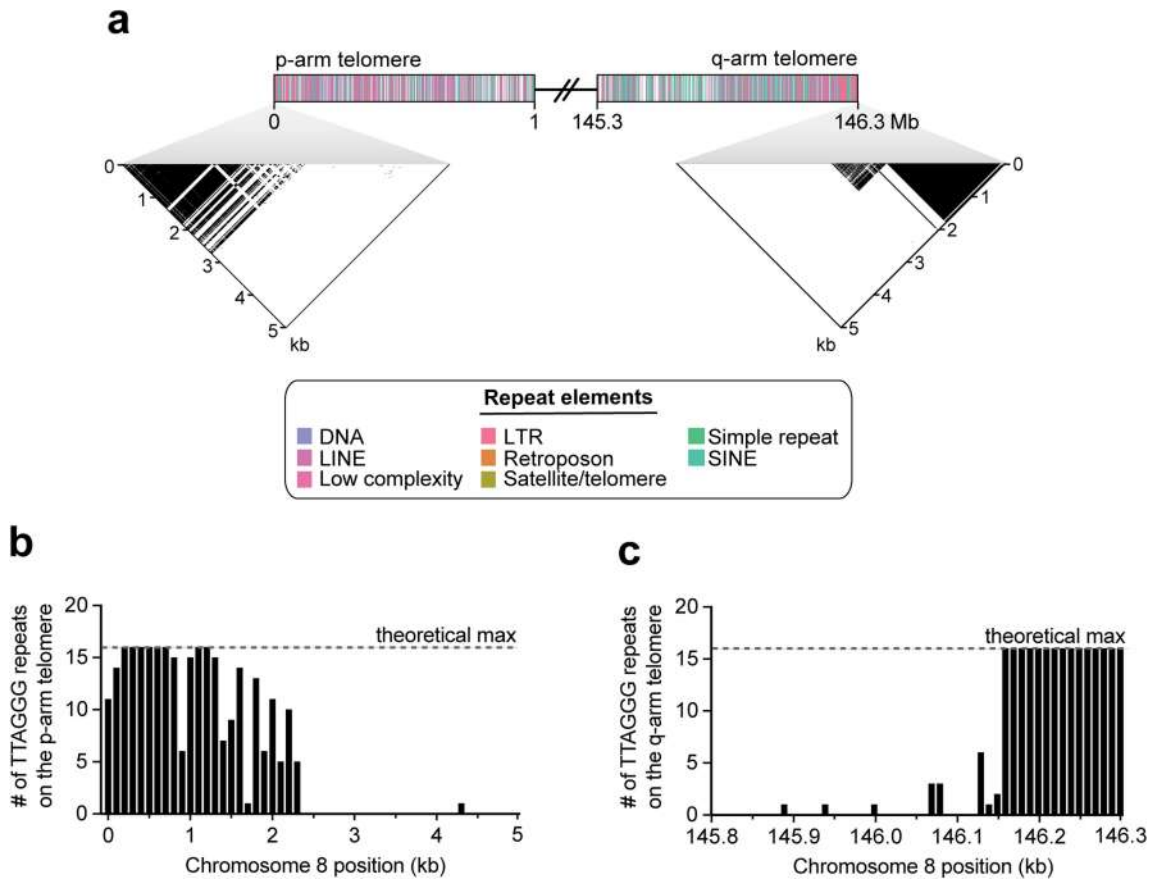 a
p-arm telomere
q-arm telomere
0
1
145.3
146.3 Mb
0
1
2
3
4
5
kb
0
1
2
3
4
5
kb
Repeat elements
DNA
LTR
Simple repeat
LINE
Retroposon
SINE
Low complexity
Satellite/telomere
b
# of TTAGGG repeats
on the p-arm telomere
20
15
10
5
0
theoretical max
0 1 2 3 4 5
Chromosome 8 position (kb)
c
# of TTAGGG repeats
on the q-arm telomere
20
15
10
5
0
theoretical max
145.8 145.9 146.0 146.1 146.2 146.3
Chromosome 8 position (kb)